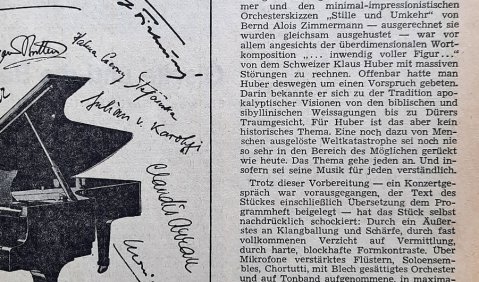 Halina Czerny-Stefańska
Julian v. Karolyi
Claudio Arrau
mer und den minimal-impressionistischen
Orchesterskizzen „Stille und Umkehr" von
Bernd Alois Zimmermann — ausgerechnet sie
wurden gleichsam ausgehustet — war vor
allem angesichts der überdimensionalen Wort-
komposition „... inwendig voller Figur..."
von dem Schweizer Klaus Huber mit massiven
Störungen zu rechnen. Offenbar hatte man
Huber deswegen um einen Vorspruch gebeten.
Darin bekannte er sich zu der Tradition apo-
kalyptischer Visionen von den biblischen und
sibyllinischen Weissagungen bis zu Dürers
Traumgesicht. Für Huber ist das aber kein
historisches Thema. Eine noch dazu von Men-
schen ausgelöste Weltkatastrophe sei noch nie
so sehr in den Bereich des Möglichen gerückt
wie heute. Das Thema gehe jeden an. Und in-
sofern sei seine Musik für jeden verständlich.
Trotz dieser Vorbereitung — ein Konzertge-
spräch war vorausgegangen, der Text des
Stückes einschließlich Übersetzung dem Pro-
grammheft beigelegt — hat das Stück selbst
nachdrücklich schockiert: Durch ein Äußer-
stes an Klangballung und Schärfe, durch fast
vollkommenen Verzicht auf Vermittlung,
durch harte, blockhafte Formkontraste. Über
Mikrofone verstärktes Flüstern, Soloensem-
bles, Chortutti, mit Blech gesättigtes Orchester
und auf Tonband aufgenommene, in maxima-